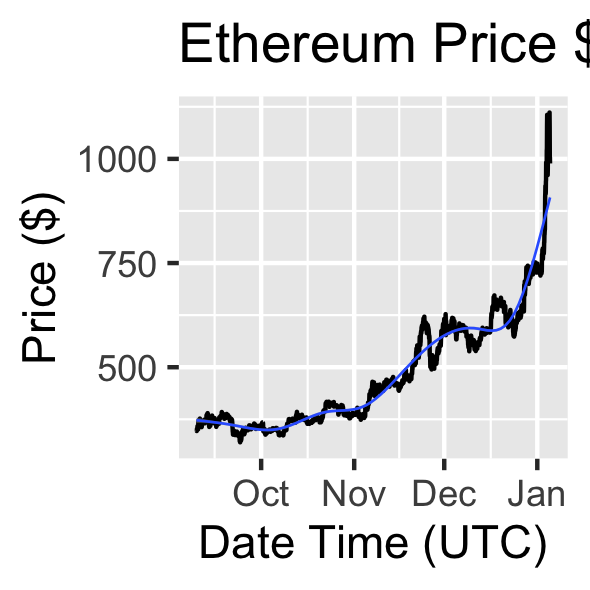 Ethereum Price $
Price ($)
1000
750
500
Oct Nov Dec Jan
Date Time (UTC)